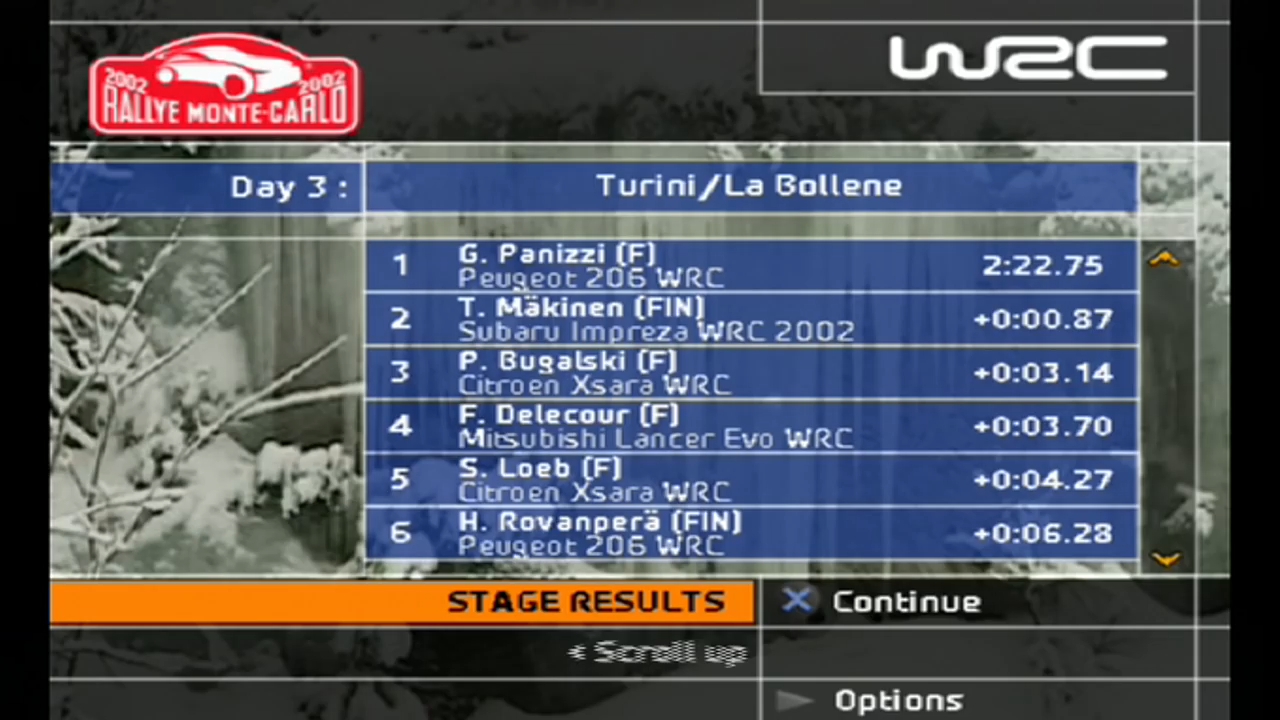 2002 2002
RALLYE MONTE-CARLO
WRC
Day 3 :
Turini/La Bollene
1
G. Panizzi (F)
Peugeot 206 WRC
2:22.75
2
T. Mäkinen (FIN)
Subaru Impreza WRC 2002
+0:00.87
3
P. Bugalski (F)
Citroen Xsara WRC
+0:03.14
4
F. Delecour (F)
Mitsubishi Lancer Evo WRC
+0:03.70
5
S. Loeb (F)
Citroen Xsara WRC
+0:04.27
6
H. Rovanperä (FIN)
Peugeot 206 WRC
+0:06.28
STAGE RESULTS
Continue
< Scroll up
Options